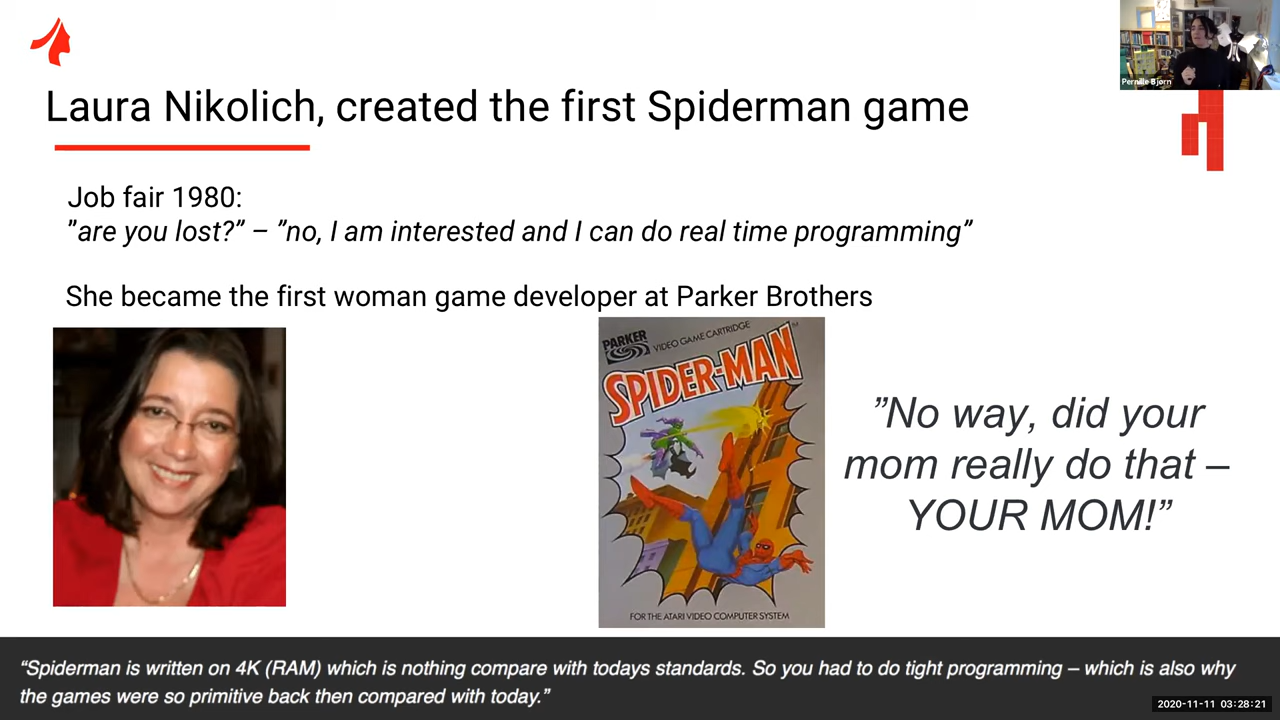 Pernille Bjørn
Laura Nikolich, created the first Spiderman game
Job fair 1980:
”are you lost?” – ”no, I am interested and I can do real time programming”
She became the first woman game developer at Parker Brothers
PARKER
VIDEO GAME CARTRIDGE
SPIDER-MAN
TM
FOR THE ATARI VIDEO COMPUTER SYSTEM
”No way, did your
mom really do that –
YOUR MOM!”
“Spiderman is written on 4K (RAM) which is nothing compare with todays standards. So you had to do tight programming – which is also why
the games were so primitive back then compared with today.”
2020-11-11 03:28:21